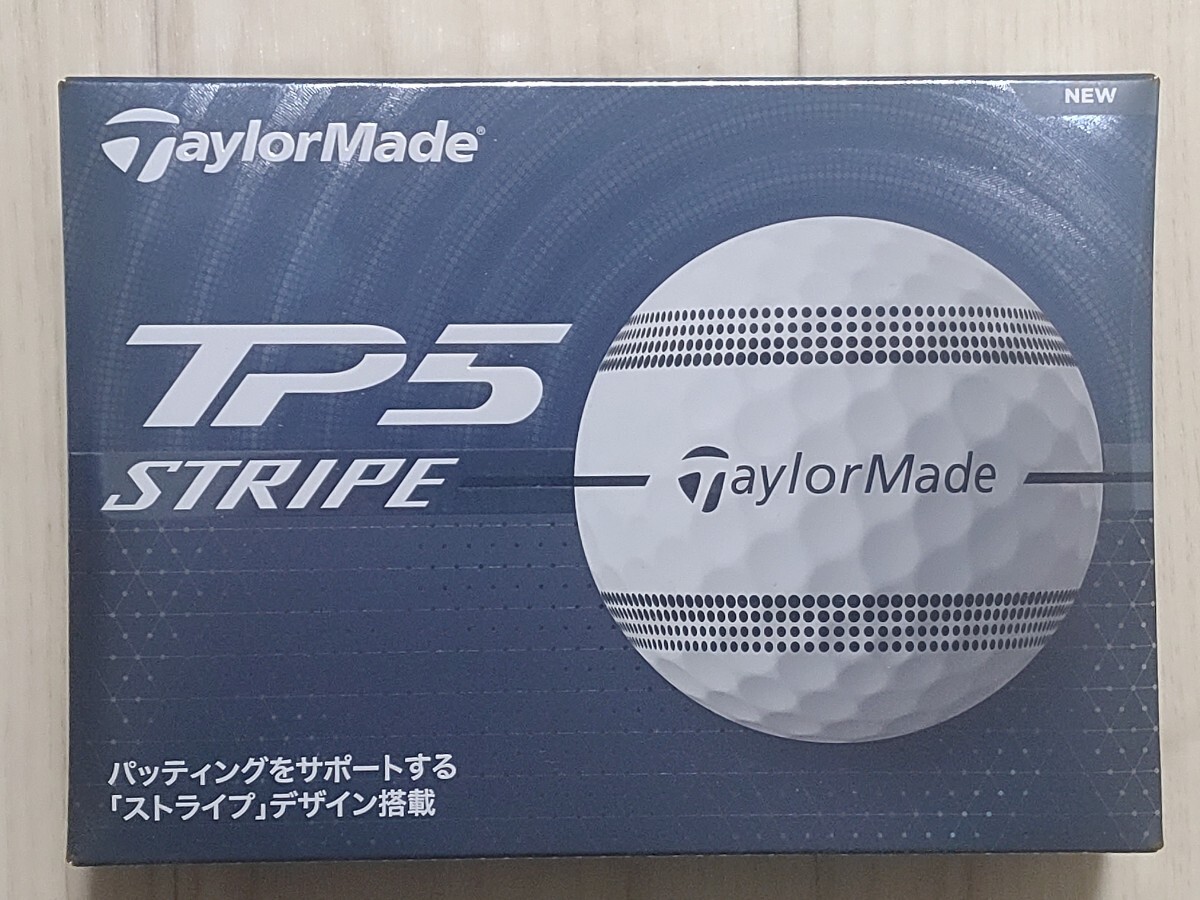 NEW
TaylorMade®
TP5
STRIPE
TaylorMade
パッティングをサポートする
「ストライプ」デザイン搭載